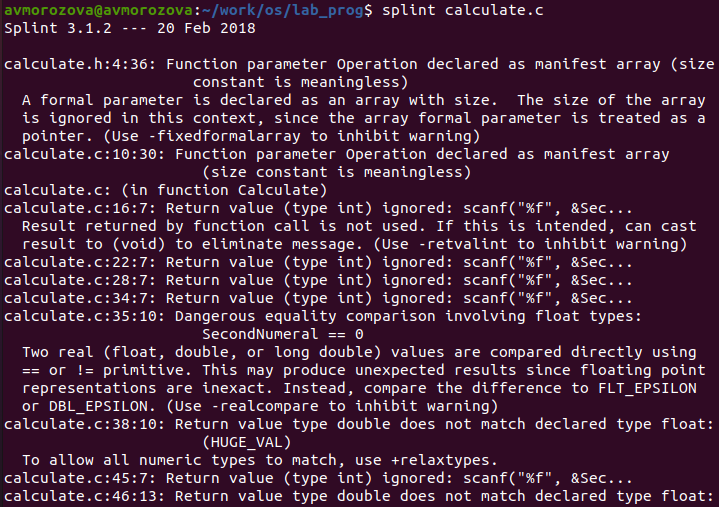 avmorozova@avmorozova:~/work/os/lab_prog$ splint calculate.c
Splint 3.1.2 --- 20 Feb 2018
calculate.h:4:36: Function parameter Operation declared as manifest array (size
constant is meaningless)
A formal parameter is declared as an array with size.  The size of the array
is ignored in this context, since the array formal parameter is treated as a
pointer. (Use -fixedformalarray to inhibit warning)
calculate.c:10:30: Function parameter Operation declared as manifest array
(size constant is meaningless)
calculate.c: (in function Calculate)
calculate.c:16:7: Return value (type int) ignored: scanf("%f", &Sec...
Result returned by function call is not used. If this is intended, can cast
result to (void) to eliminate message. (Use -retvalint to inhibit warning)
calculate.c:22:7: Return value (type int) ignored: scanf("%f", &Sec...
calculate.c:28:7: Return value (type int) ignored: scanf("%f", &Sec...
calculate.c:34:7: Return value (type int) ignored: scanf("%f", &Sec...
calculate.c:35:10: Dangerous equality comparison involving float types:
SecondNumeral == 0
Two real (float, double, or long double) values are compared directly using
== or != primitive. This may produce unexpected results since floating point
representations are inexact. Instead, compare the difference to FLT_EPSILON
or DBL_EPSILON. (Use -realcompare to inhibit warning)
calculate.c:38:10: Return value type double does not match declared type float:
(HUGE_VAL)
To allow all numeric types to match, use +relaxtypes.
calculate.c:45:7: Return value (type int) ignored: scanf("%f", &Sec...
calculate.c:46:13: Return value type double does not match declared type float: